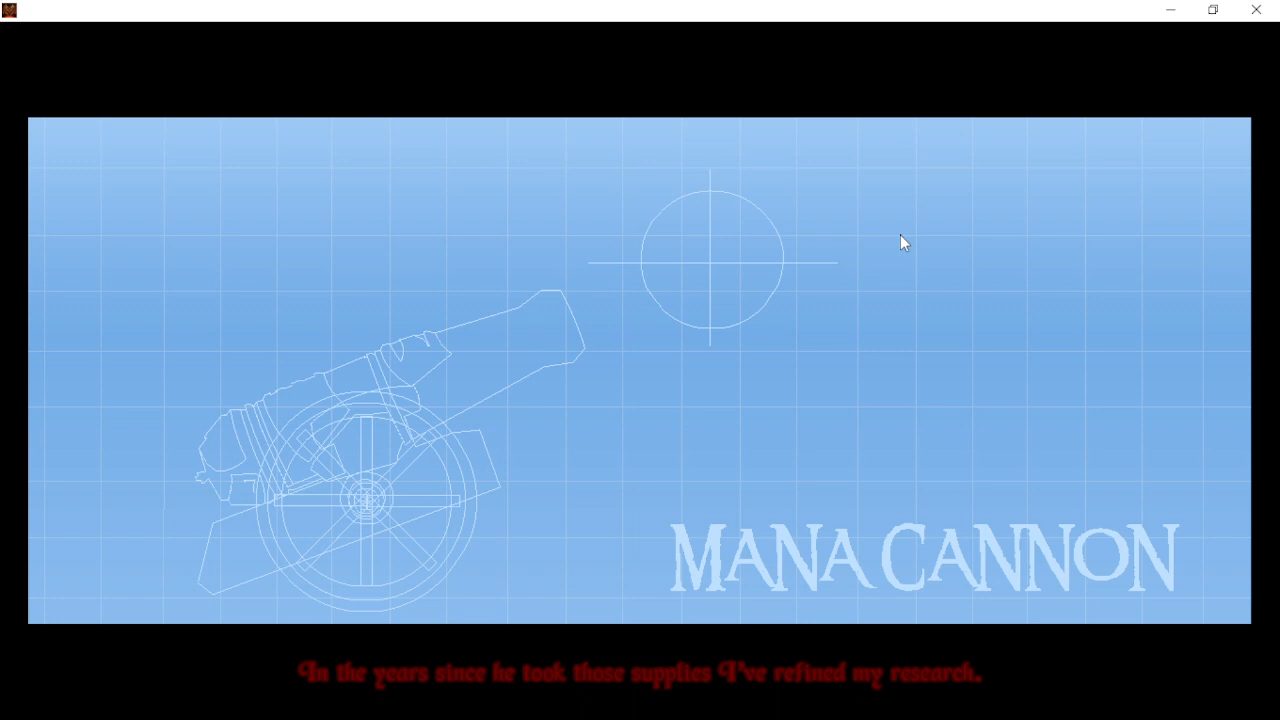 MANA CANNON
In the years since he took those supplies I've refined my research.